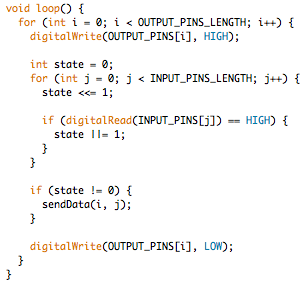 void loop() {
  for (int i = 0; i < OUTPUT_PINS_LENGTH; i++) {
    digitalWrite(OUTPUT_PINS[i], HIGH);

    int state = 0;
    for (int j = 0; j < INPUT_PINS_LENGTH; j++) {
      state <<= 1;

      if (digitalRead(INPUT_PINS[j]) == HIGH) {
        state ||= 1;
      }
    }

    if (state != 0) {
      sendData(i, j);
    }

    digitalWrite(OUTPUT_PINS[i], LOW);
  }
}